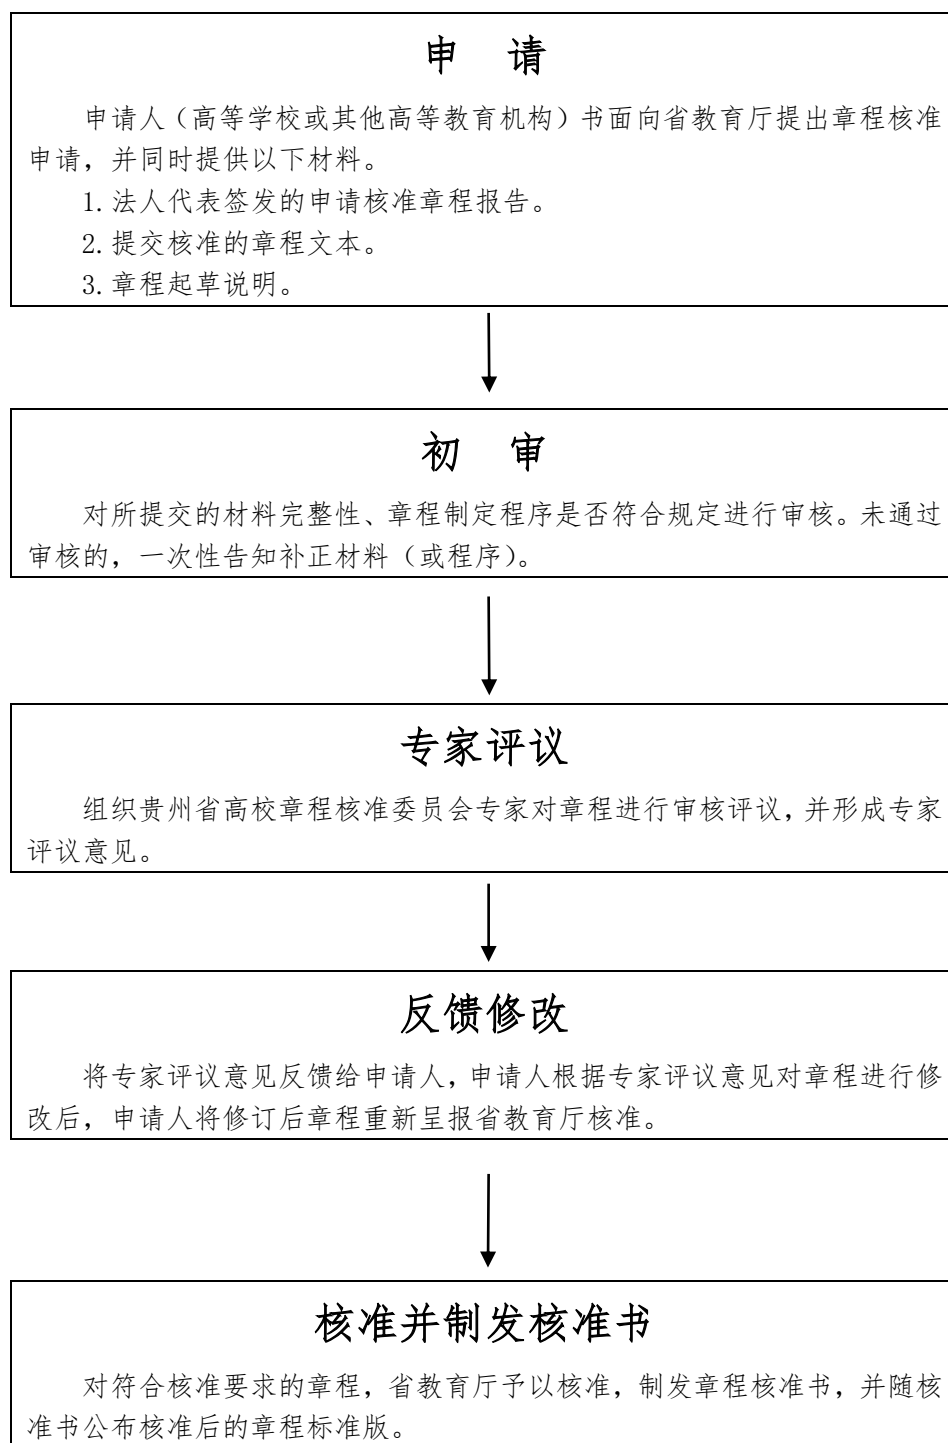 申　请
申请人（高等学校或其他高等教育机构）书面向省教育厅提出章程核准
申请，并同时提供以下材料。
1.法人代表签发的申请核准章程报告。
2.提交核准的章程文本。
3.章程起草说明。
初　审
对所提交的材料完整性、章程制定程序是否符合规定进行审核。未通过
审核的，一次性告知补正材料（或程序）。
专家评议
组织贵州省高校章程核准委员会专家对章程进行审核评议，并形成专家
评议意见。
反馈修改
将专家评议意见反馈给申请人，申请人根据专家评议意见对章程进行修
改后，申请人将修订后章程重新呈报省教育厅核准。
核准并制发核准书
对符合核准要求的章程，省教育厅予以核准，制发章程核准书，并随核
准书公布核准后的章程标准版。